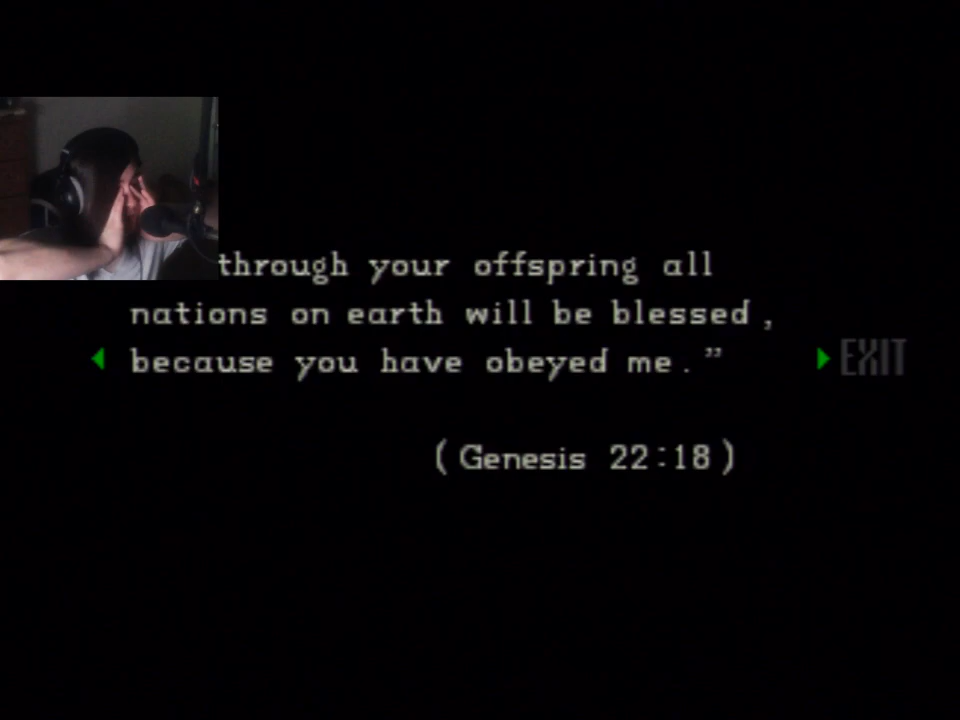 through your offspring all
nations on earth will be blessed,
because you have obeyed me.”
EXIT
(Genesis 22:18)